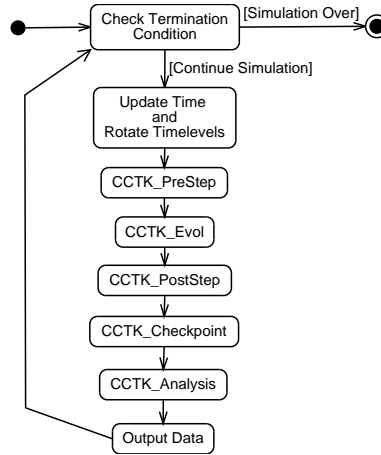 Check Termination
Condition
[Simulation Over]
[Continue Simulation]
Update Time
and
Rotate Timelevels
CCTK_PreStep
CCTK_Evol
CCTK_PostStep
CCTK_Checkpoint
CCTK_Analysis
Output Data